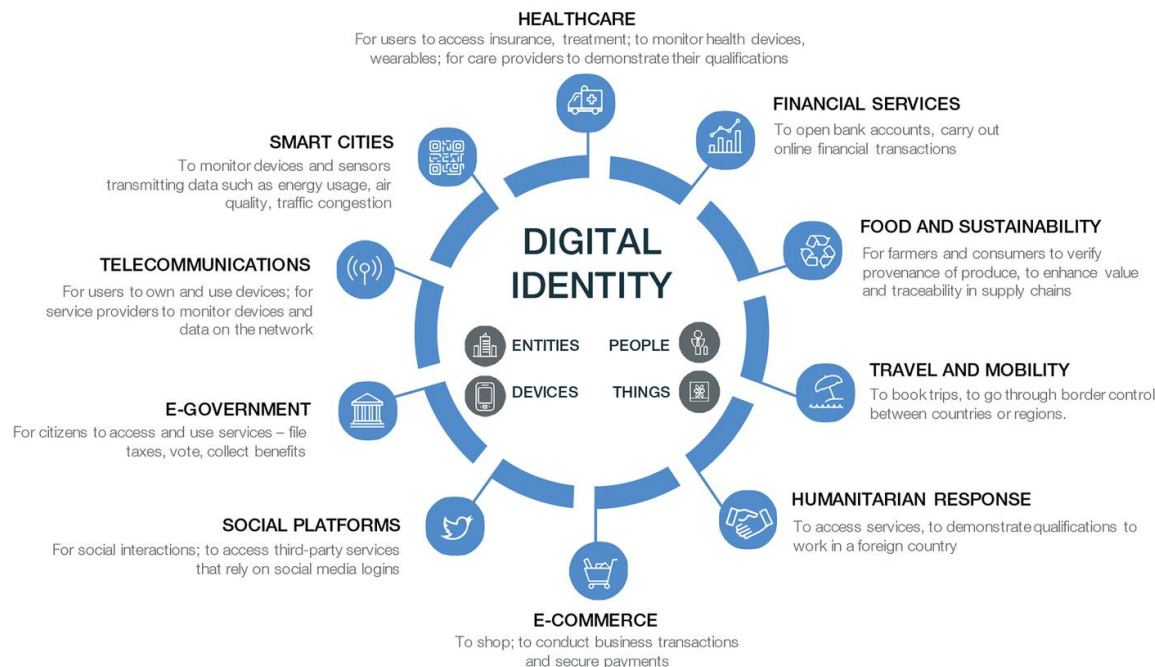 HEALTHCARE
For users to access insurance, treatment; to monitor health devices,
wearables; for care providers to demonstrate their qualifications
FINANCIAL SERVICES
To open bank accounts, carry out
online financial transactions
FOOD AND SUSTAINABILITY
For farmers and consumers to verify
provenance of produce, to enhance value
and traceability in supply chains
TRAVEL AND MOBILITY
To book trips, to go through border control
between countries or regions.
HUMANITARIAN RESPONSE
To access services, to demonstrate qualifications to
work in a foreign country
E-COMMERCE
To shop; to conduct business transactions
and secure payments
SOCIAL PLATFORMS
For social interactions; to access third-party services
that rely on social media logins
E-GOVERNMENT
For citizens to access and use services – file
taxes, vote, collect benefits
TELECOMMUNICATIONS
For users to own and use devices; for
service providers to monitor devices and
data on the network
SMART CITIES
To monitor devices and sensors
transmitting data such as energy usage, air
quality, traffic congestion
DIGITAL
IDENTITY
ENTITIES
PEOPLE
DEVICES
THINGS